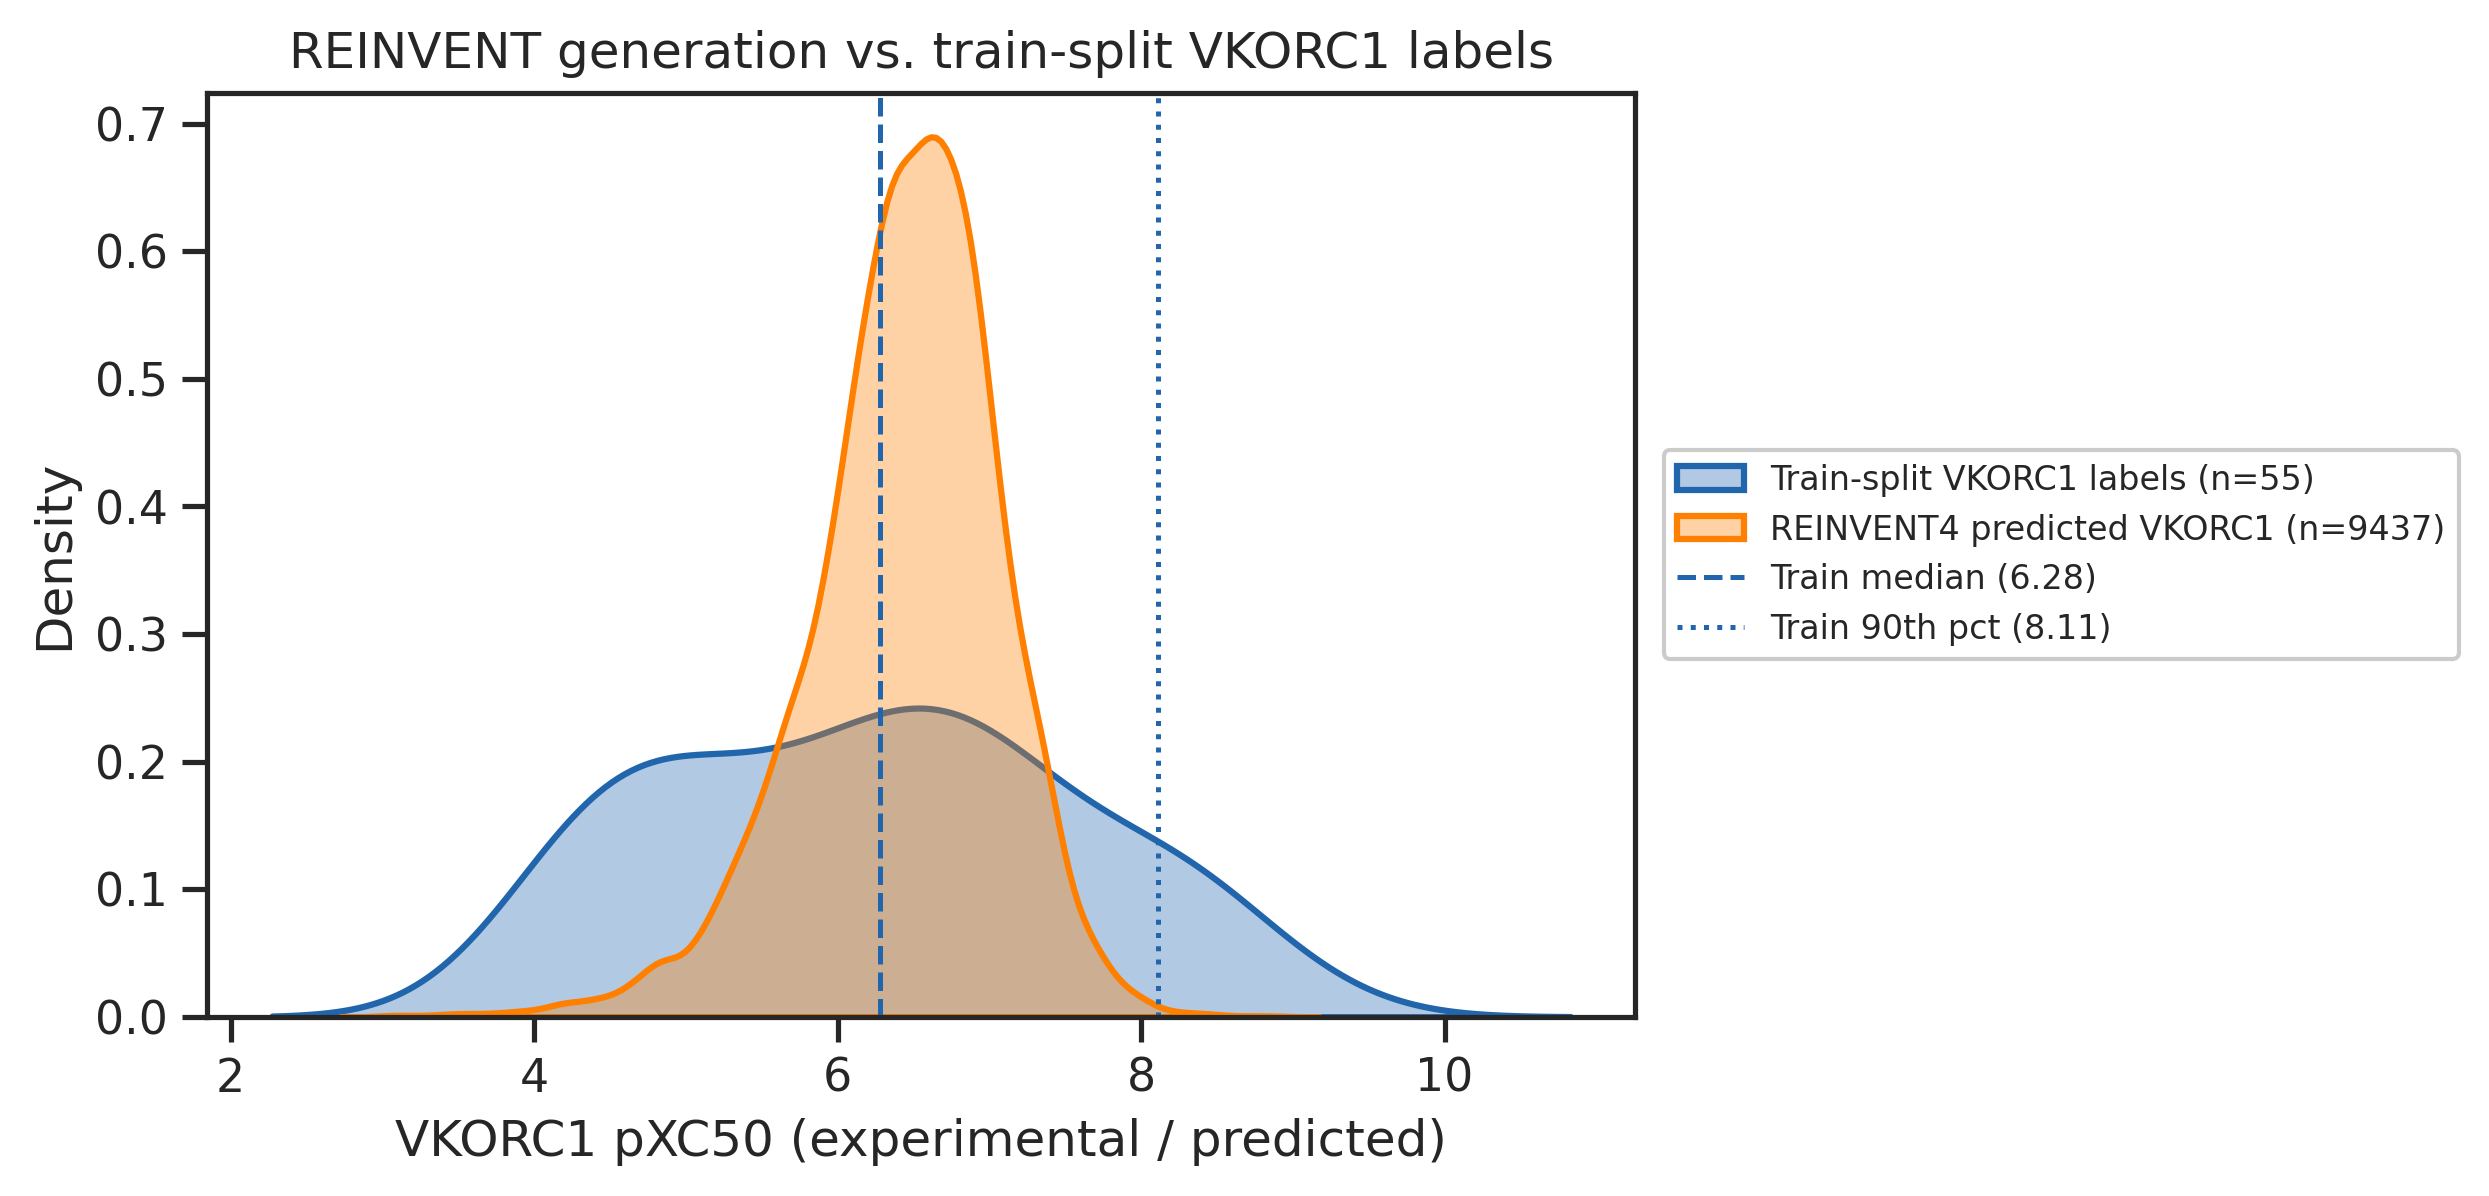 REINVENT generation vs. train-split VKORC1 labels
0.7
0.6
0.5
0.4
0.3
0.2
0.1
0.0
Density
2 4 6 8 10
VKORC1 pXC50 (experimental / predicted)
Train-split VKORC1 labels (n=55)
REINVENT4 predicted VKORC1 (n=9437)
Train median (6.28)
Train 90th pct (8.11)